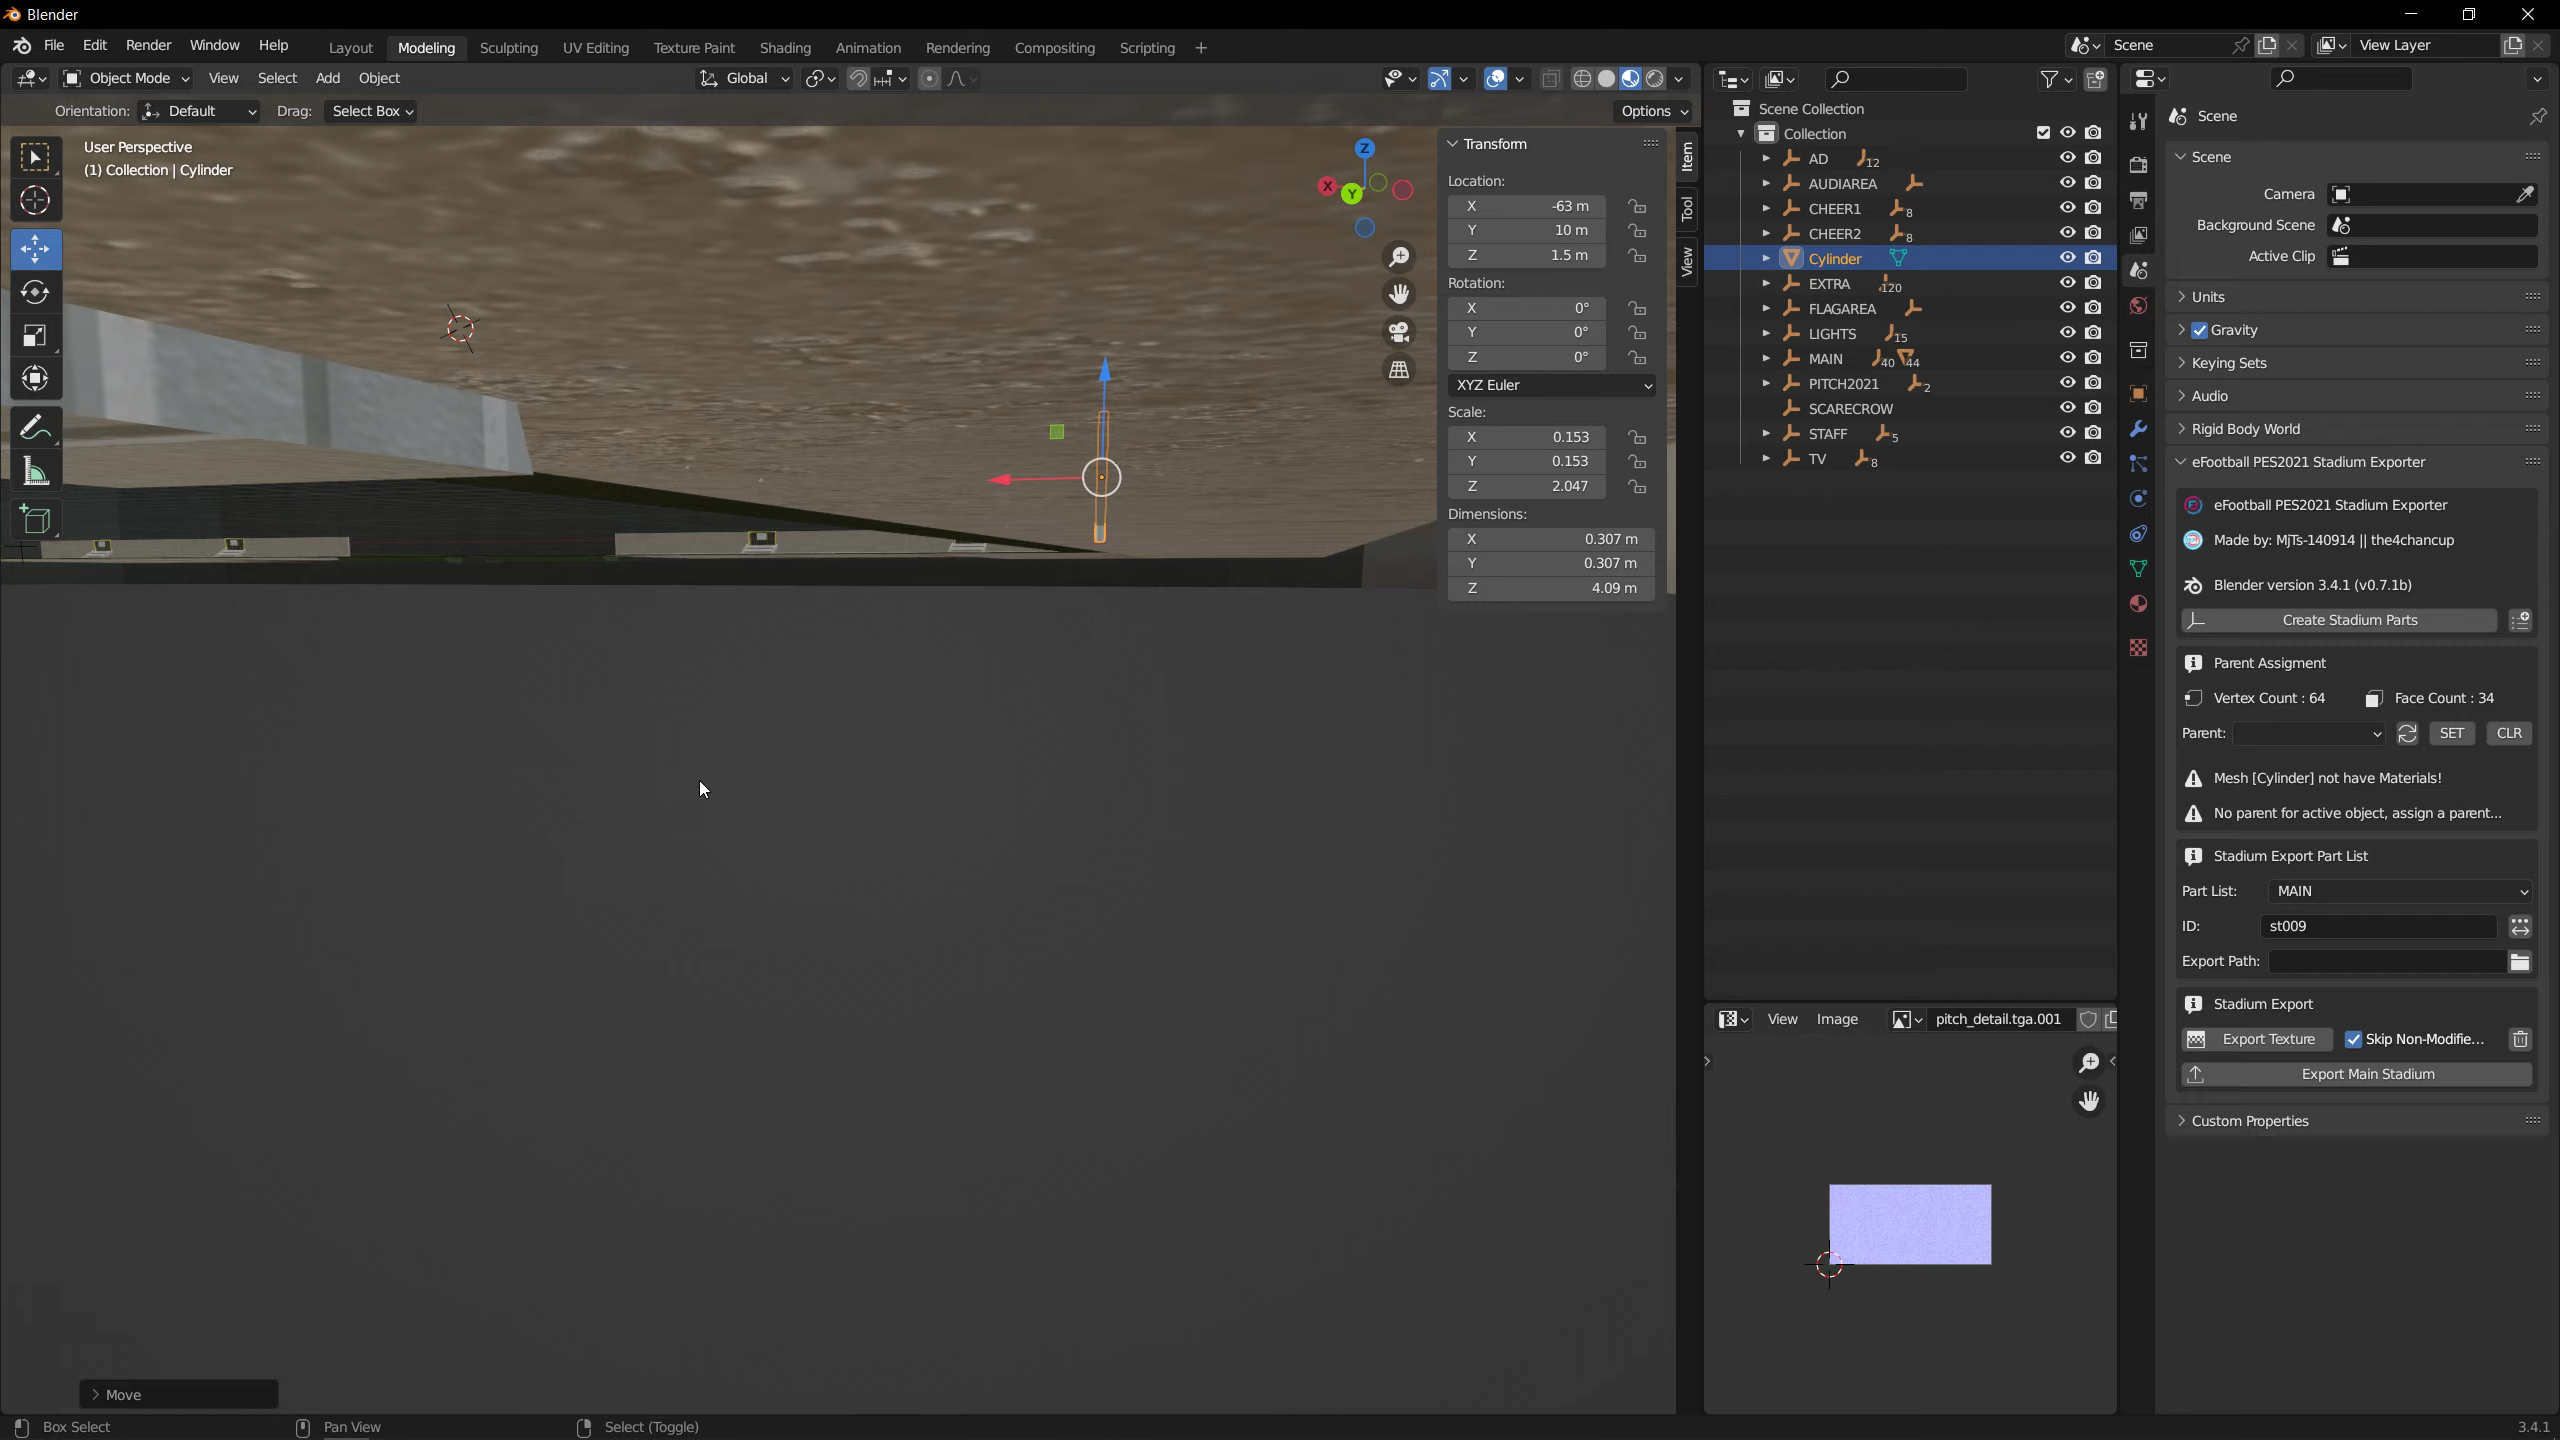 Blender
File Edit Render Window Help Layout Modeling Sculpting UV Editing Texture Paint Shading Animation Rendering Compositing Scripting + Scene View Layer
Object Mode View Select Add Object Global
Orientation: Default Drag: Select Box Options
User Perspective
(1) Collection | Cylinder
Z
X
Y
Transform
Location:
X -63 m
Y 10 m
Z 1.5 m
Rotation:
X 0°
Y 0°
Z 0°
XYZ Euler
Scale:
X 0.153
Y 0.153
Z 2.047
Dimensions:
X 0.307 m
Y 0.307 m
Z 4.09 m
Item
Tool
View
Move
Scene Collection
Collection
AD 12
AUDIAREA
CHEER1 8
CHEER2 8
Cylinder
EXTRA 120
FLAGAREA
LIGHTS 15
MAIN 40 44
PITCH2021 2
SCARECROW
STAFF 5
TV 8
View Image pitch_detail.tga.001
Scene
Scene
Camera
Background Scene
Active Clip
Units
Gravity
Keying Sets
Audio
Rigid Body World
eFootball PES2021 Stadium Exporter
eFootball PES2021 Stadium Exporter
Made by: MjTs-140914 || the4chancup
Blender version 3.4.1 (v0.7.1b)
Create Stadium Parts
Parent Assigment
Vertex Count : 64 Face Count : 34
Parent: SET CLR
Mesh [Cylinder] not have Materials!
No parent for active object, assign a parent...
Stadium Export Part List
Part List: MAIN
ID: st009
Export Path:
Stadium Export
Export Texture Skip Non-Modifie...
Export Main Stadium
Custom Properties
Box Select Pan View Select (Toggle) 3.4.1